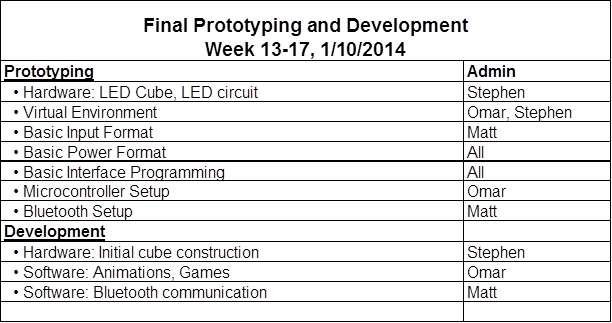 Final Prototyping and Development
Week 13-17, 1/10/2014
Prototyping Admin
• Hardware: LED Cube, LED circuit Stephen
• Virtual Environment Omar, Stephen
• Basic Input Format Matt
• Basic Power Format All
• Basic Interface Programming All
• Microcontroller Setup Omar
• Bluetooth Setup Matt
Development
• Hardware: Initial cube construction Stephen
• Software: Animations, Games Omar
• Software: Bluetooth communication Matt